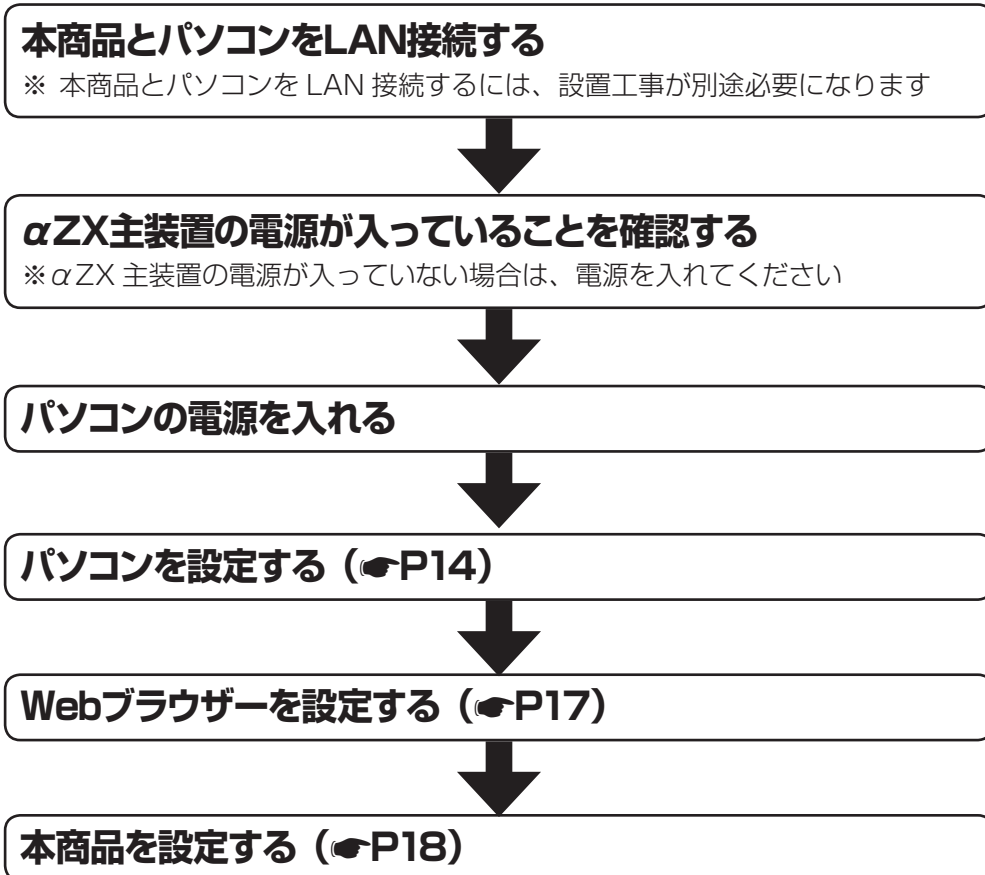 本商品とパソコンをLAN接続する
※ 本商品とパソコンを LAN 接続するには、設置工事が別途必要になります
αZX主装置の電源が入っていることを確認する
※αZX 主装置の電源が入っていない場合は、電源を入れてください
パソコンの電源を入れる
パソコンを設定する（☛P14）
Webブラウザーを設定する（☛P17）
本商品を設定する（☛P18）